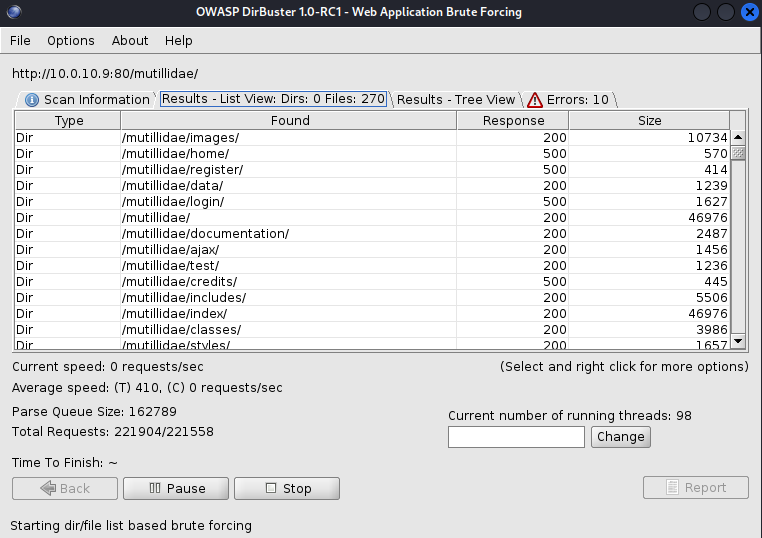 OWASP DirBuster 1.0-RC1 - Web Application Brute Forcing
File Options About Help
http://10.0.10.9:80/mutillidae/
Scan Information Results - List View: Dirs: 0 Files: 270 Results - Tree View Errors: 10
Type Found Response Size
Dir /mutillidae/images/ 200 10734
Dir /mutillidae/home/ 500 570
Dir /mutillidae/register/ 500 414
Dir /mutillidae/data/ 200 1239
Dir /mutillidae/login/ 500 1627
Dir /mutillidae/ 200 46976
Dir /mutillidae/documentation/ 200 2487
Dir /mutillidae/ajax/ 200 1456
Dir /mutillidae/test/ 200 1236
Dir /mutillidae/credits/ 500 445
Dir /mutillidae/includes/ 200 5506
Dir /mutillidae/index/ 200 46976
Dir /mutillidae/classes/ 200 3986
Dir /mutillidae/styles/ 200 1657
Current speed: 0 requests/sec (Select and right click for more options)
Average speed: (T) 410, (C) 0 requests/sec
Parse Queue Size: 162789
Current number of running threads: 98
Total Requests: 221904/221558
Change
Time To Finish: ~
Back Pause Stop Report
Starting dir/file list based brute forcing